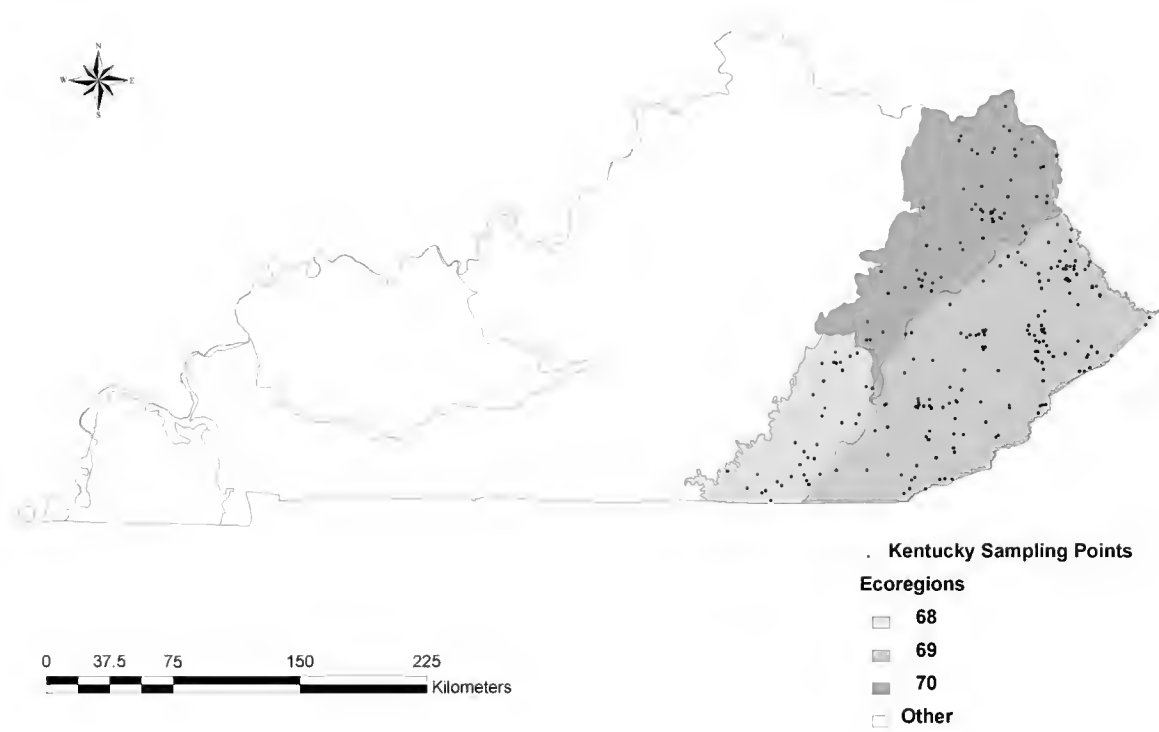 N
W E
S
. Kentucky Sampling Points
Ecoregions
68
69
70
Other
0 37.5 75 150 225
Kilometers